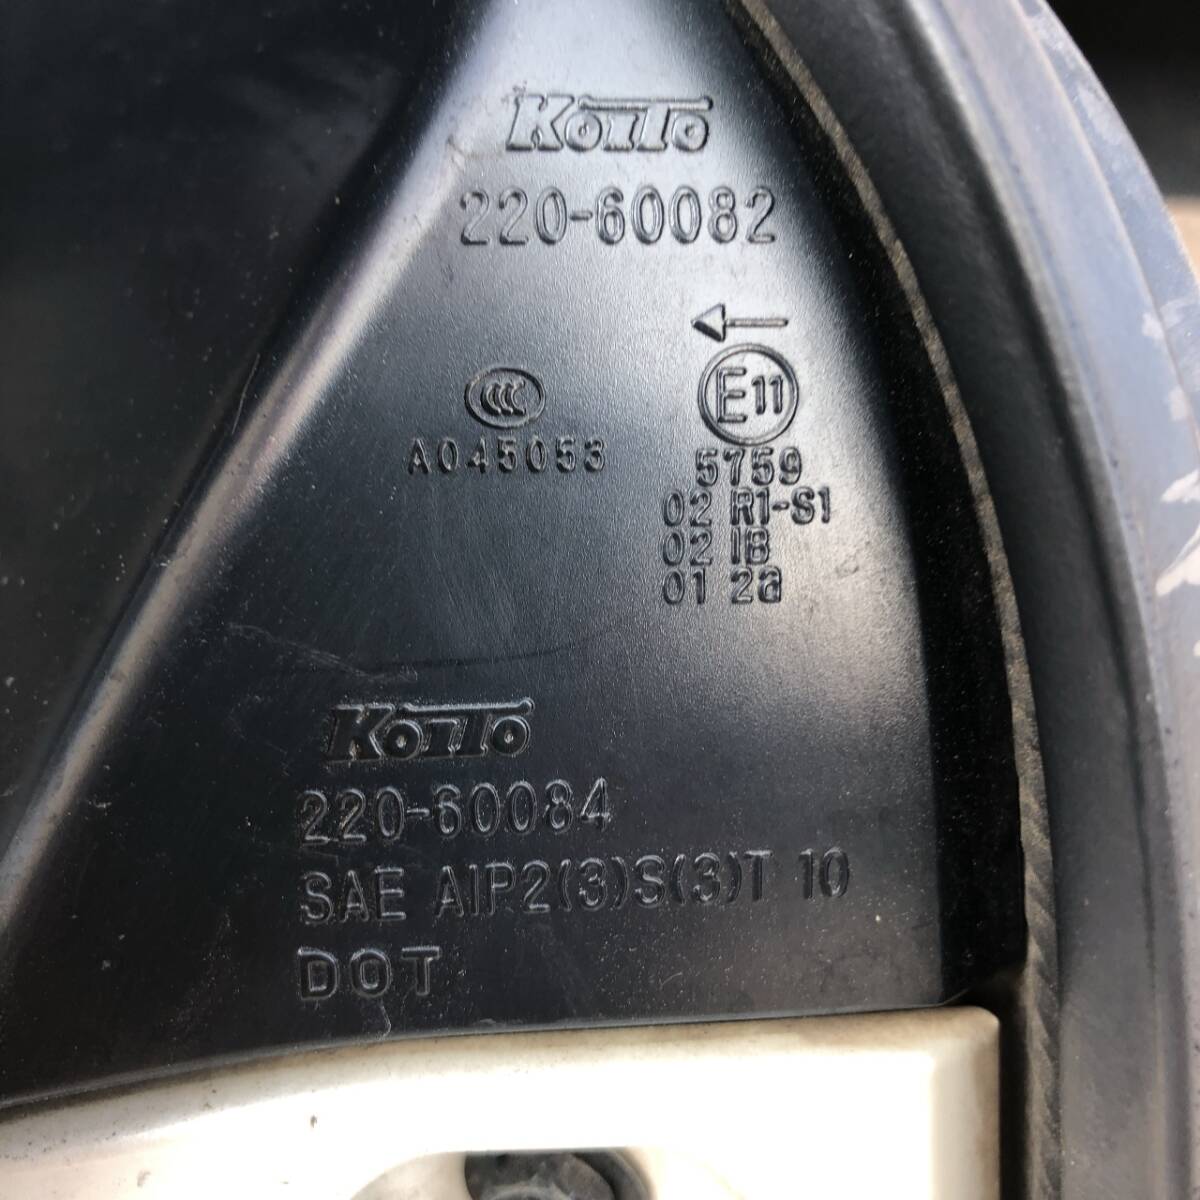 KOITO
220-60082
CCC
A045053
E11
5759
02 R1-S1
02 IB
01 2a
KOITO
220-60084
SAE AIP2(3)S(3)T 10
DOT